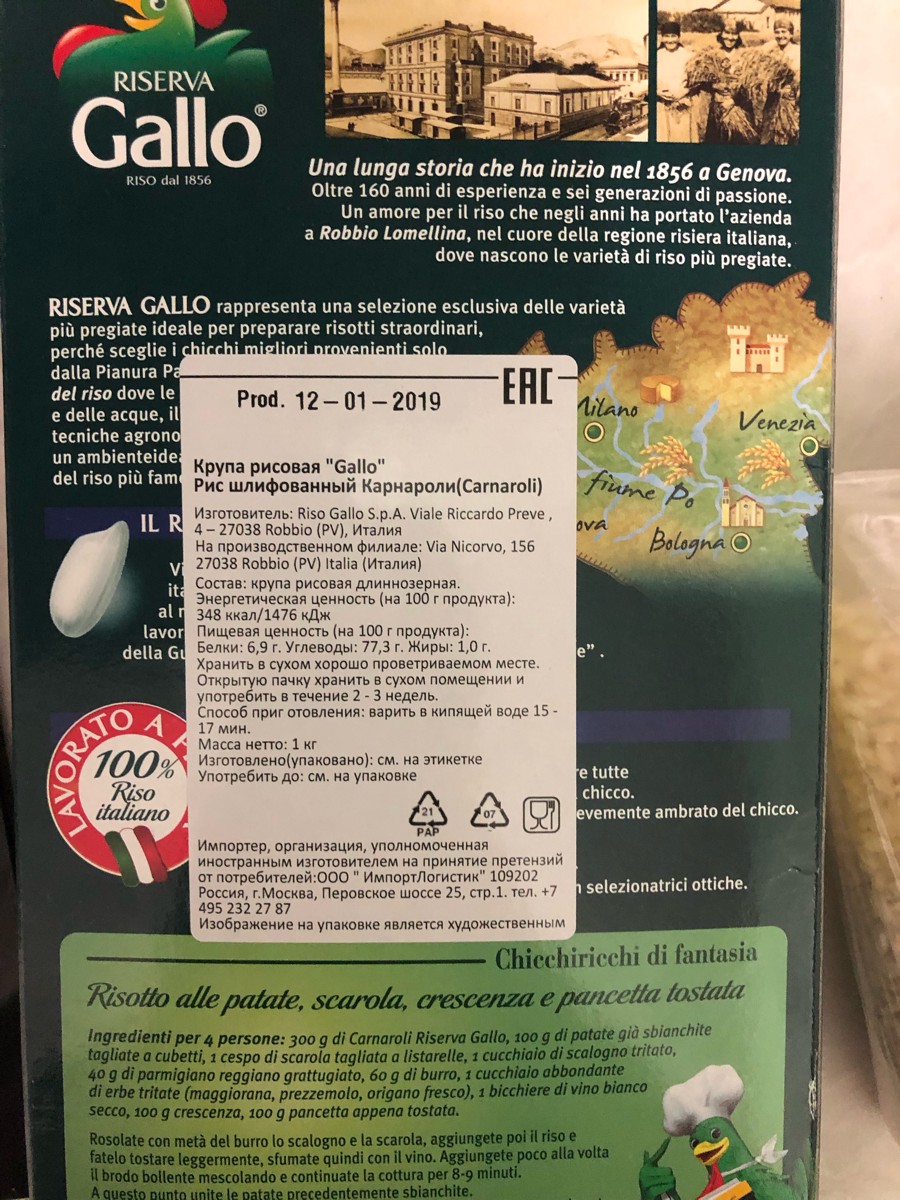 RISERVA
Gallo®
RISO dal 1856
Una lunga storia che ha inizio nel 1856 a Genova.
Oltre 160 anni di esperienza e sei generazioni di passione.
Un amore per il riso che negli anni ha portato l'azienda
a Robbio Lomellina, nel cuore della regione risiera italiana,
dove nascono le varietà di riso più pregiate.
RISERVA GALLO rappresenta una selezione esclusiva delle varietà
più pregiate ideale per preparare risotti straordinari,
perché sceglie i chicchi migliori provenienti solo
dalla Pianura
del riso dove le
e delle acque, il
tecniche
un
del riso più
Milano
Venezia
fiume Po
Bologna
IL
della
e".
LAVORATO A
100%
Riso
italiano
re tutte
chicco.
evemente ambrato del chicco.
selezionatrici ottiche.
Prod. 12-01-2019
EAC
Крупа рисовая "Gallo"
Рис шлифованный Карнароли(Carnaroli)
Изготовитель: Riso Gallo S.p.A. Viale Riccardo Preve ,
4 – 27038 Robbio (PV), Италия
На производственном филиале: Via Nicorvo, 156
27038 Robbio (PV) Italia (Италия)
Состав: крупа рисовая длиннозерная.
Энергетическая ценность (на 100 г продукта):
348 ккал/1476 кДж
Пищевая ценность (на 100 г продукта):
Белки: 6,9 г. Углеводы: 77,3 г. Жиры: 1,0 г.
Хранить в сухом хорошо проветриваемом месте.
Открытую пачку хранить в сухом помещении и
употребить в течение 2 - 3 недель.
Способ приг отовления: варить в кипящей воде 15 -
17 мин.
Масса нетто: 1 кг
Изготовлено(упаковано): см. на этикетке
Употребить до: см. на упаковке
21
PAP
07
Импортер, организация, уполномоченная
иностранным изготовителем на принятие претензий
от потребителей:ООО " ИмпортЛогистик" 109202
Россия, г.Москва, Перовское шоссе 25, стр.1. тел. +7
495 232 27 87
Изображение на упаковке является художественным
Chicchiricchi di fantasia
Risotto alle patate, scarola, crescenza e pancetta tostata
Ingredienti per 4 persone: 300 g di Carnaroli Riserva Gallo, 100 g di patate già sbianchite
tagliate a cubetti, 1 cespo di scarola tagliata a listarelle, 1 cucchiaio di scalogno tritato,
40 g di parmigiano reggiano grattugiato, 60 g di burro, 1 cucchiaio abbondante
di erbe tritate (maggiorana, prezzemolo, origano fresco), 1 bicchiere di vino bianco
secco, 100 g crescenza, 100 g pancetta appena tostata.
Rosolate con metà del burro lo scalogno e la scarola, aggiungete poi il riso e
fatelo tostare leggermente, sfumate quindi con il vino. Aggiungete poco alla volta
il brodo bollente mescolando e continuate la cottura per 8-9 minuti.
A questo punto unite le patate precedentemente sbianchite.